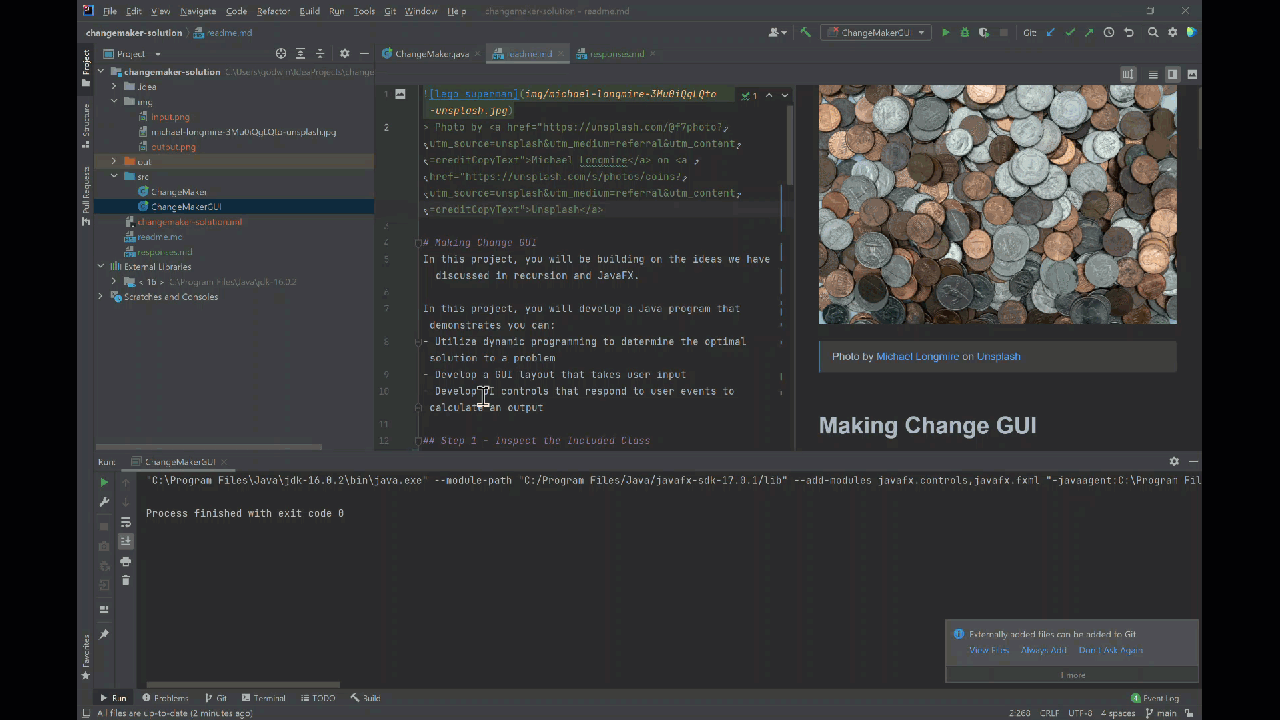 File Edit View Navigate Code Refactor Build Run Tools Git Window Help changemaker-solution - readme.md
changemaker-solution readme.md ChangeMakerGUI Git:
Project
ChangeMaker.java readme.md responses.md
changemaker-solution C:\Users\
.idea
img
input.png
michael-longmire-3Mu0iQgLQto-unsplash.jpg
output.png
out
src
ChangeMaker
ChangeMakerGUI
changemaker-solution.iml
readme.md
responses.md
External Libraries
< 16 > C:\Program Files\Java\jdk-16.0.2
Scratches and Consoles
Project
Structure
Pull Requests
Favorites
1 ![lego superman](img/michael-longmire-3Mu0iQgLQto
-unsplash.jpg)
1
2 > Photo by <a href="https://unsplash.com/@f7photo?
utm_source=unsplash&utm_medium=referral&utm_content
=creditCopyText">Michael Longmire</a> on <a
href="https://unsplash.com/s/photos/coins?
utm_source=unsplash&utm_medium=referral&utm_content
=creditCopyText">Unsplash</a>
3
4 # Making Change GUI
5 In this project, you will be building on the ideas we have
discussed in recursion and JavaFX.
6
7 In this project, you will develop a Java program that
demonstrates you can:
8 - Utilize dynamic programming to determine the optimal
solution to a problem
9 - Develop a GUI layout that takes user input
10 - Develop UI controls that respond to user events to
calculate an output
11
12 ## Step 1 - Inspect the Included Class
Photo by Michael Longmire on Unsplash
Making Change GUI
Run: ChangeMakerGUI
"C:\Program Files\Java\jdk-16.0.2\bin\java.exe" --module-path "C:/Program Files/Java/javafx-sdk-17.0.1/lib" --add-modules javafx.controls,javafx.fxml "-javaagent:C:\Program Fil
Process finished with exit code 0
Externally added files can be added to Git
View Files Always Add Don't Ask Again
1 more
Run Problems Git Terminal TODO Build 4 Event Log
All files are up-to-date (2 minutes ago) 2:268 CRLF UTF-8 4 spaces main